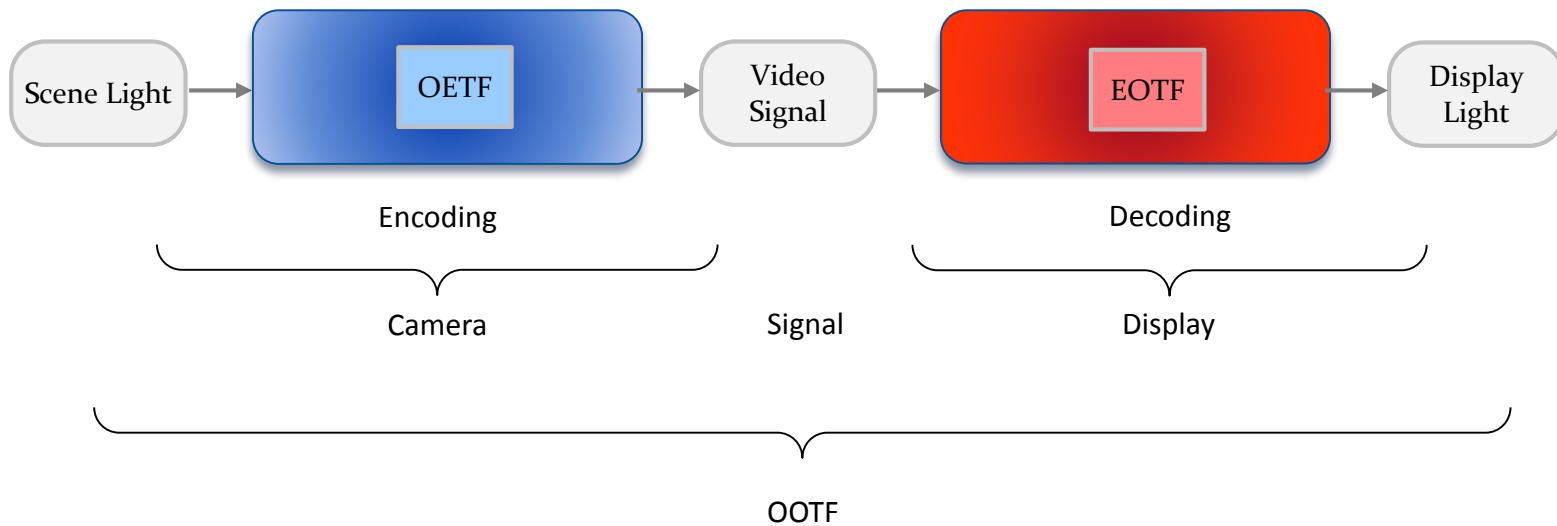 Scene Light
OETF
Video
Signal
EOTF
Display
Light
Encoding
Decoding
Camera
Signal
Display
OOTF